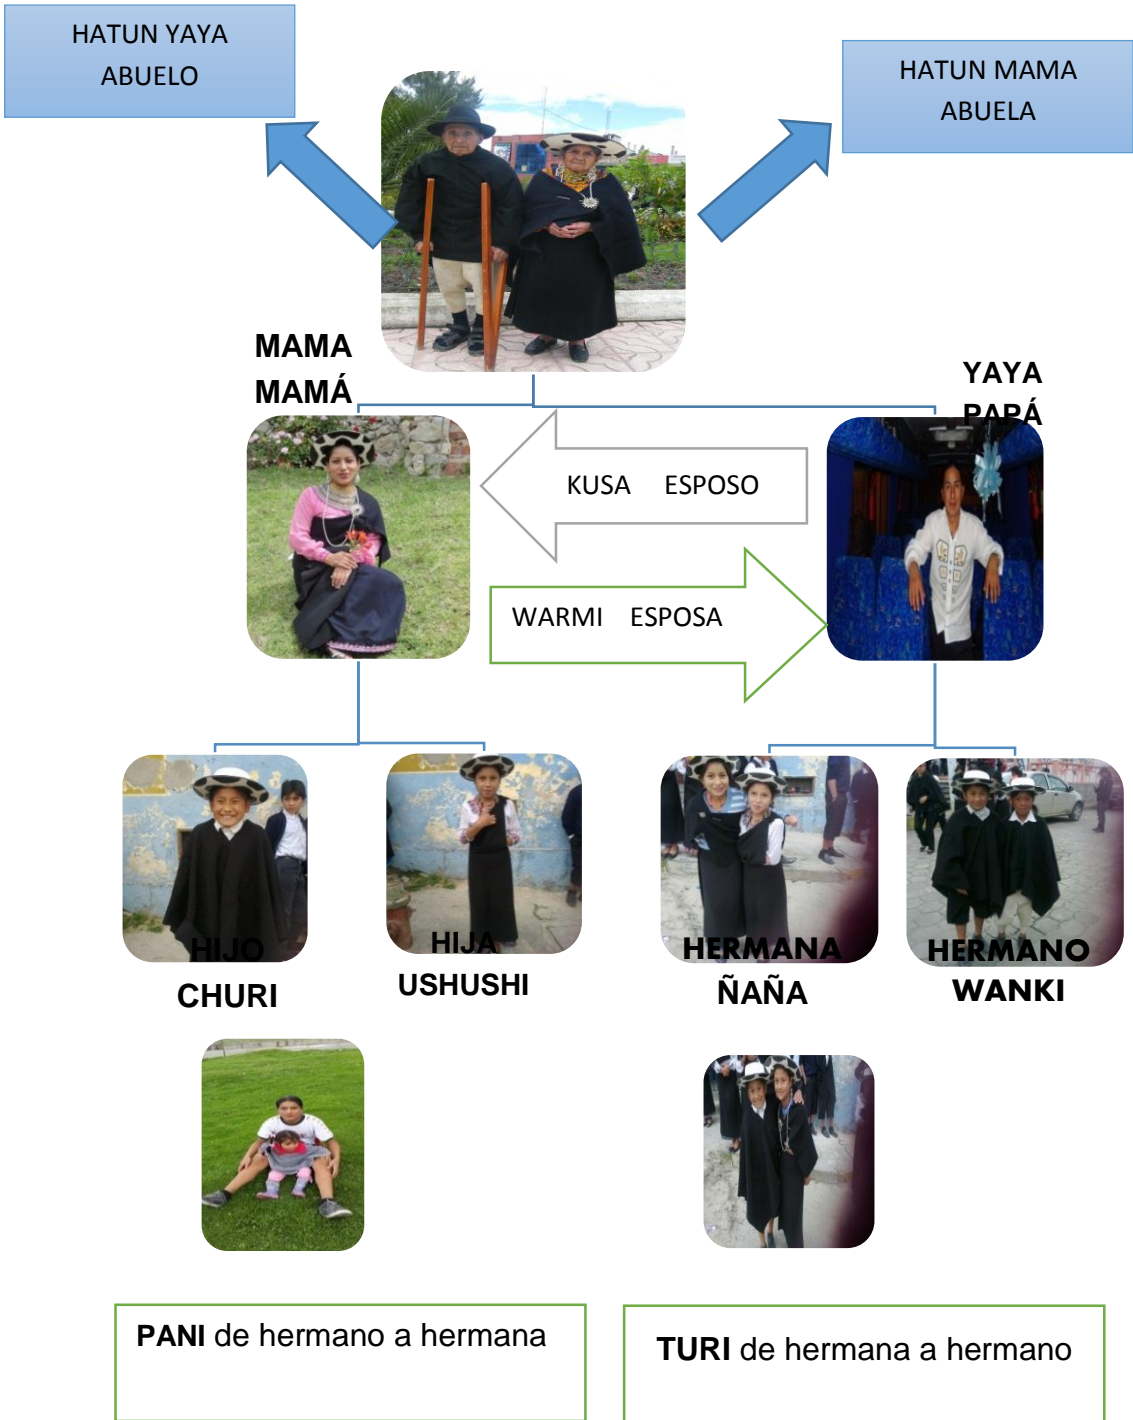 HATUN YAYA
ABUELO
HATUN MAMA
ABUELA
MAMA
MAMÁ
YAYA
PAPÁ
KUSA ESPOSO
WARMI ESPOSA
HIJO
CHURI
HIJA
USHUSHI
HERMANA
ÑAÑA
HERMANO
WANKI
PANI de hermano a hermana
TURI de hermana a hermano